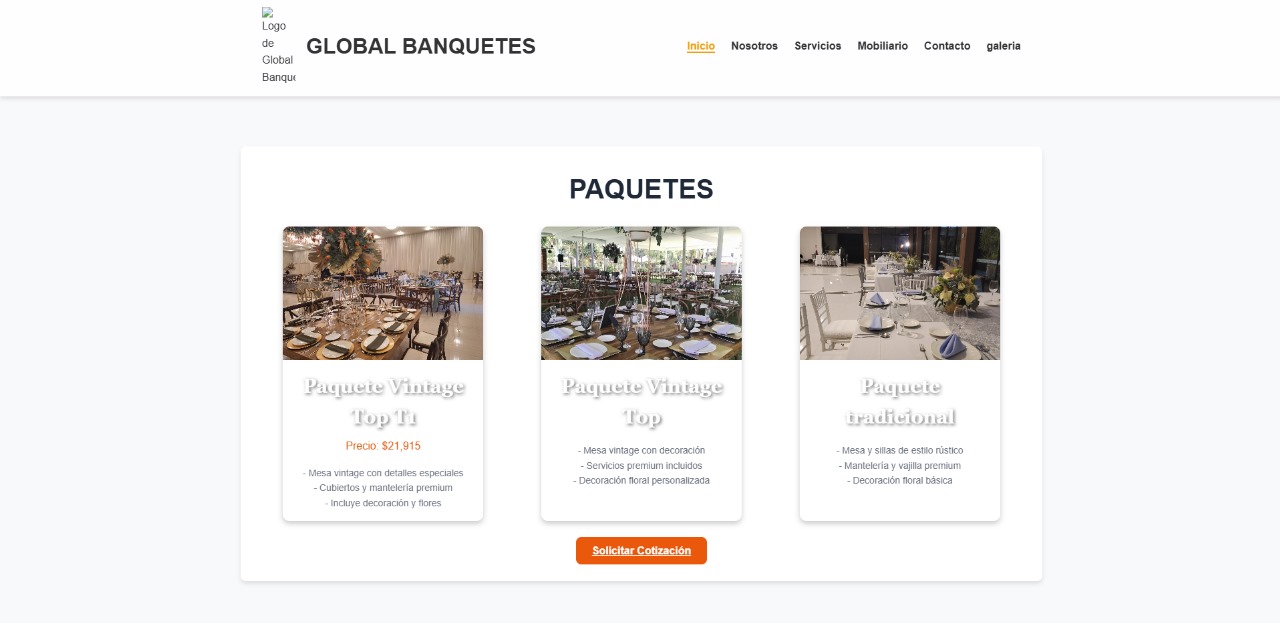 Logo
de
Global
Banque
GLOBAL BANQUETES
Inicio Nosotros Servicios Mobiliario Contacto galeria
PAQUETES
Paquete Vintage
Top T1
Precio: $21,915
- Mesa vintage con detalles especiales
- Cubiertos y mantelería premium
- Incluye decoración y flores
Paquete Vintage
Top
- Mesa vintage con decoración
- Servicios premium incluidos
- Decoración floral personalizada
Paquete
tradicional
- Mesa y sillas de estilo rústico
- Mantelería y vajilla premium
- Decoración floral básica
Solicitar Cotización